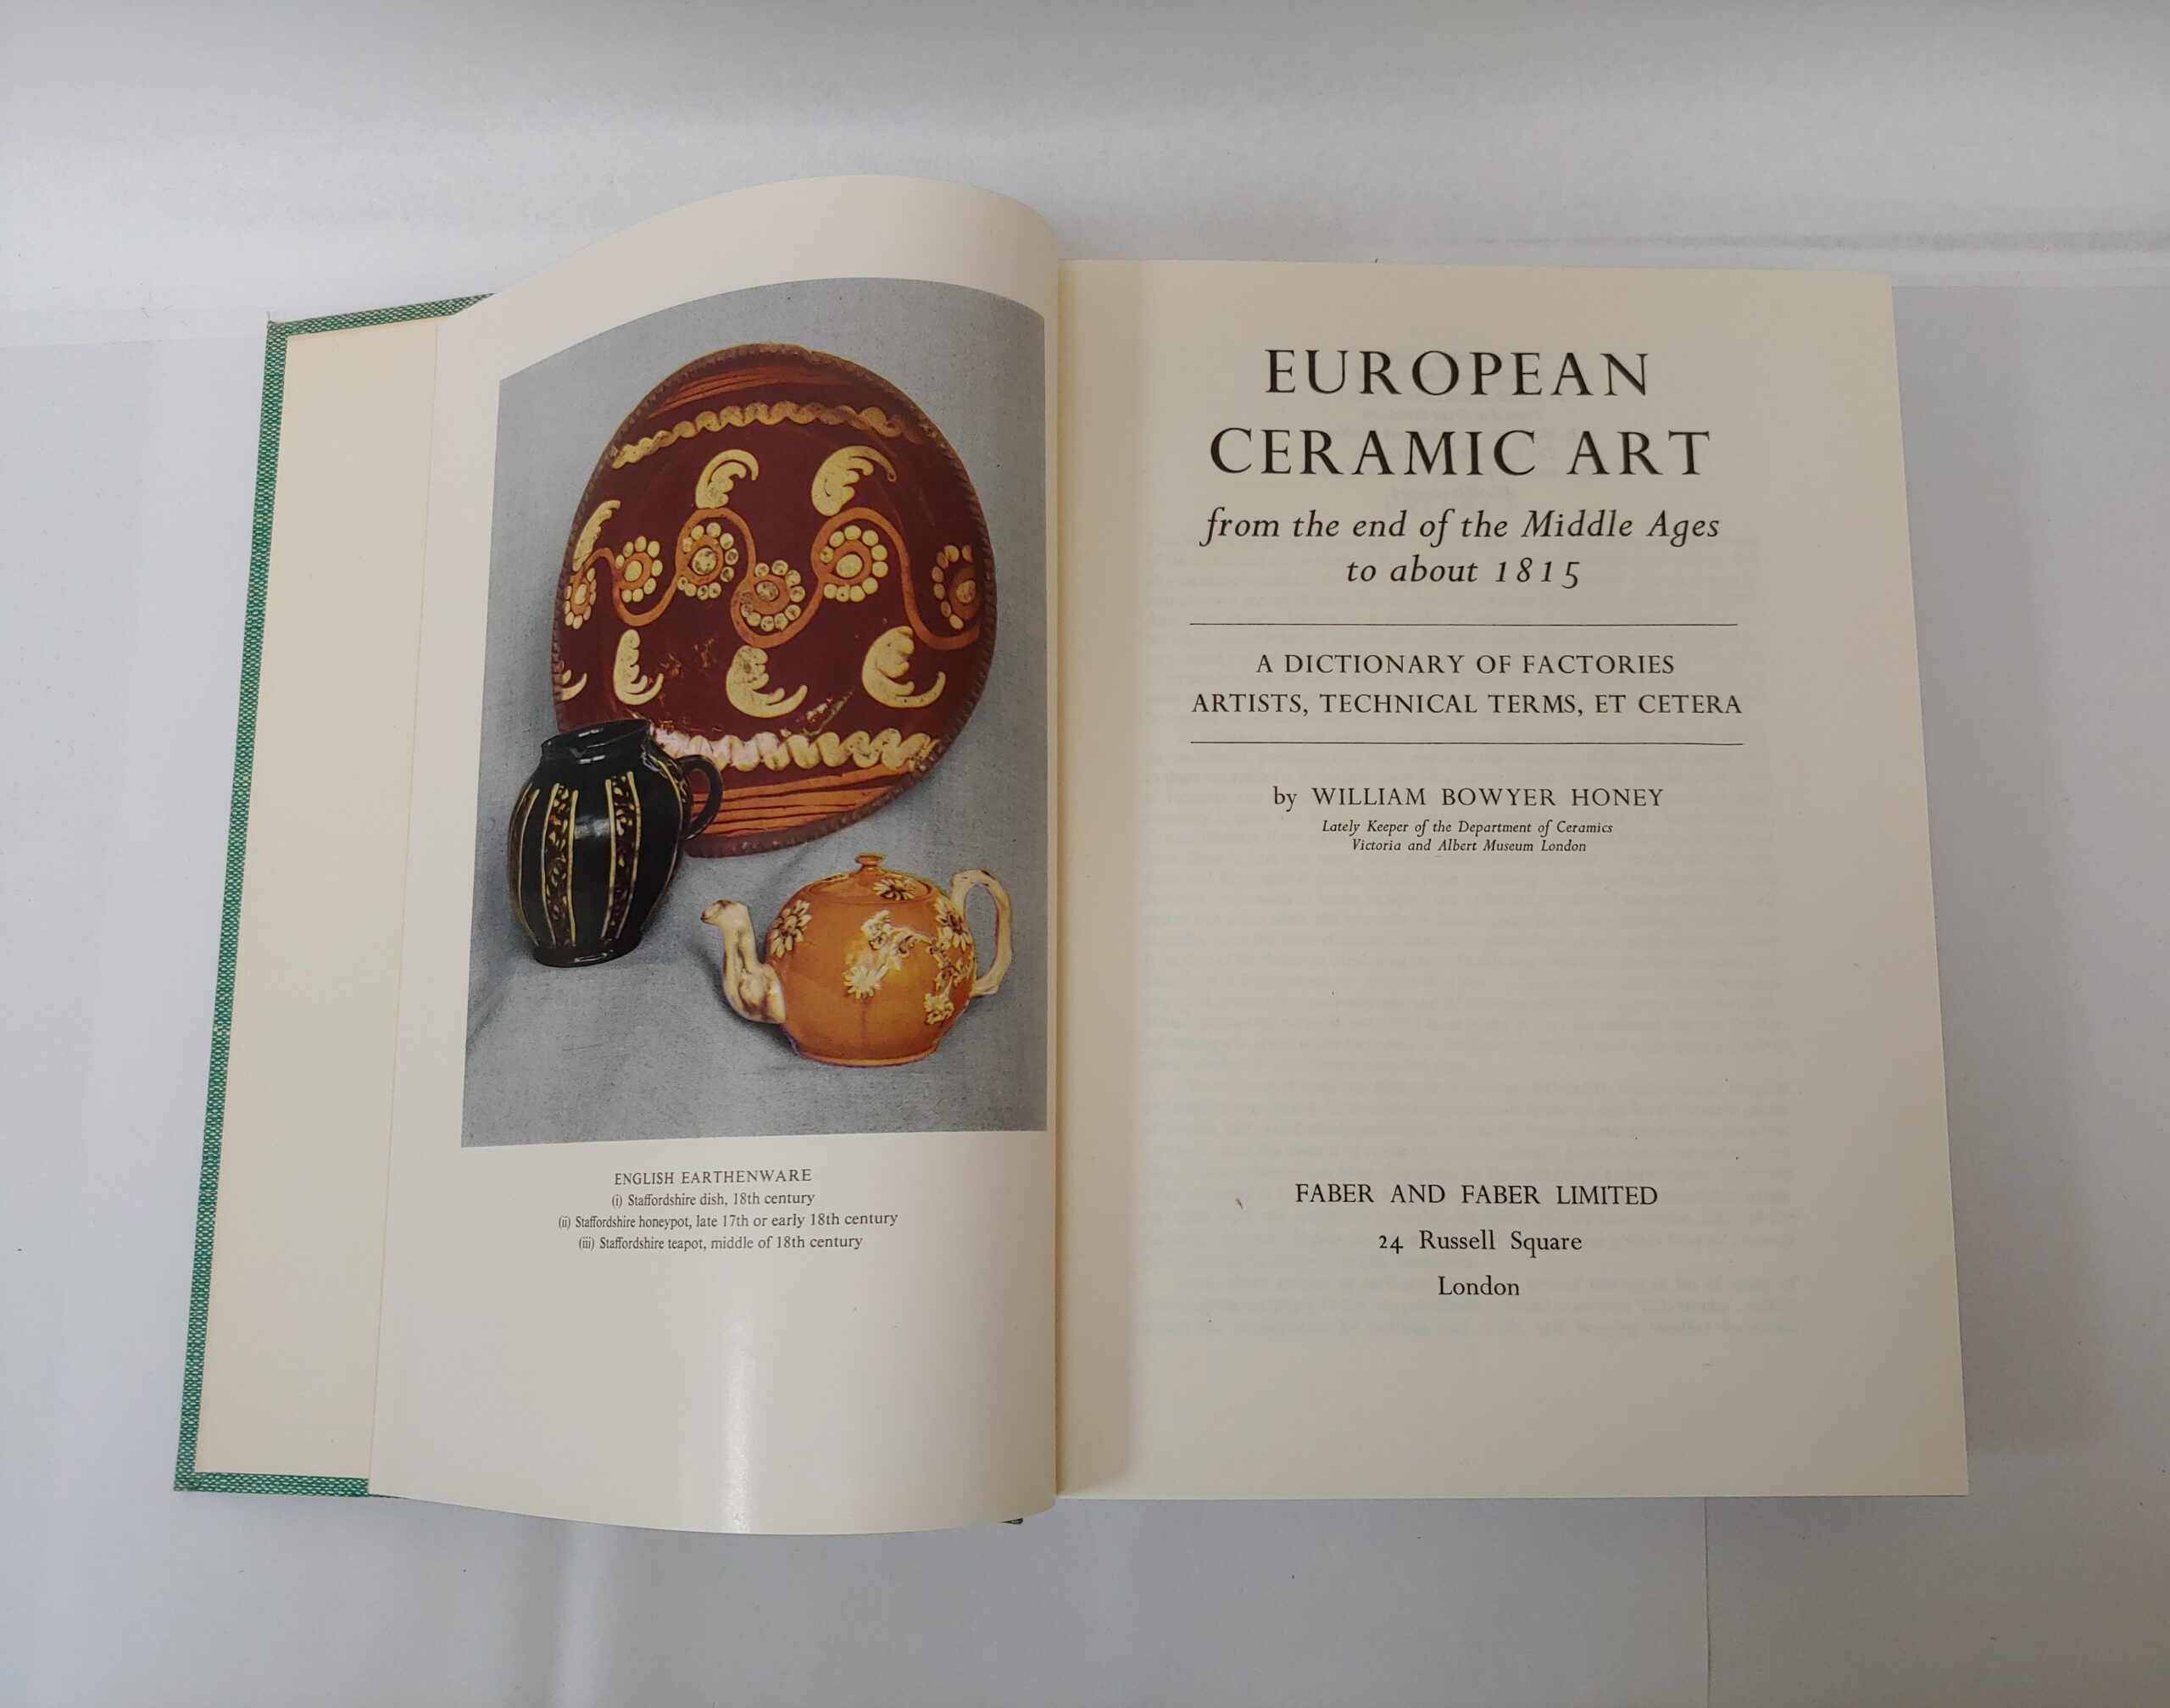 ENGLISH EARTHENWARE
(i) Staffordshire dish, 18th century
(ii) Staffordshire honeypot, late 17th or early 18th century
(iii) Staffordshire teapot, middle of 18th century
EUROPEAN
CERAMIC ART
from the end of the Middle Ages
to about 1815
A DICTIONARY OF FACTORIES
ARTISTS, TECHNICAL TERMS, ET CETERA
by WILLIAM BOWYER HONEY
Lately Keeper of the Department of Ceramics
Victoria and Albert Museum London
FABER AND FABER LIMITED
24 Russell Square
London